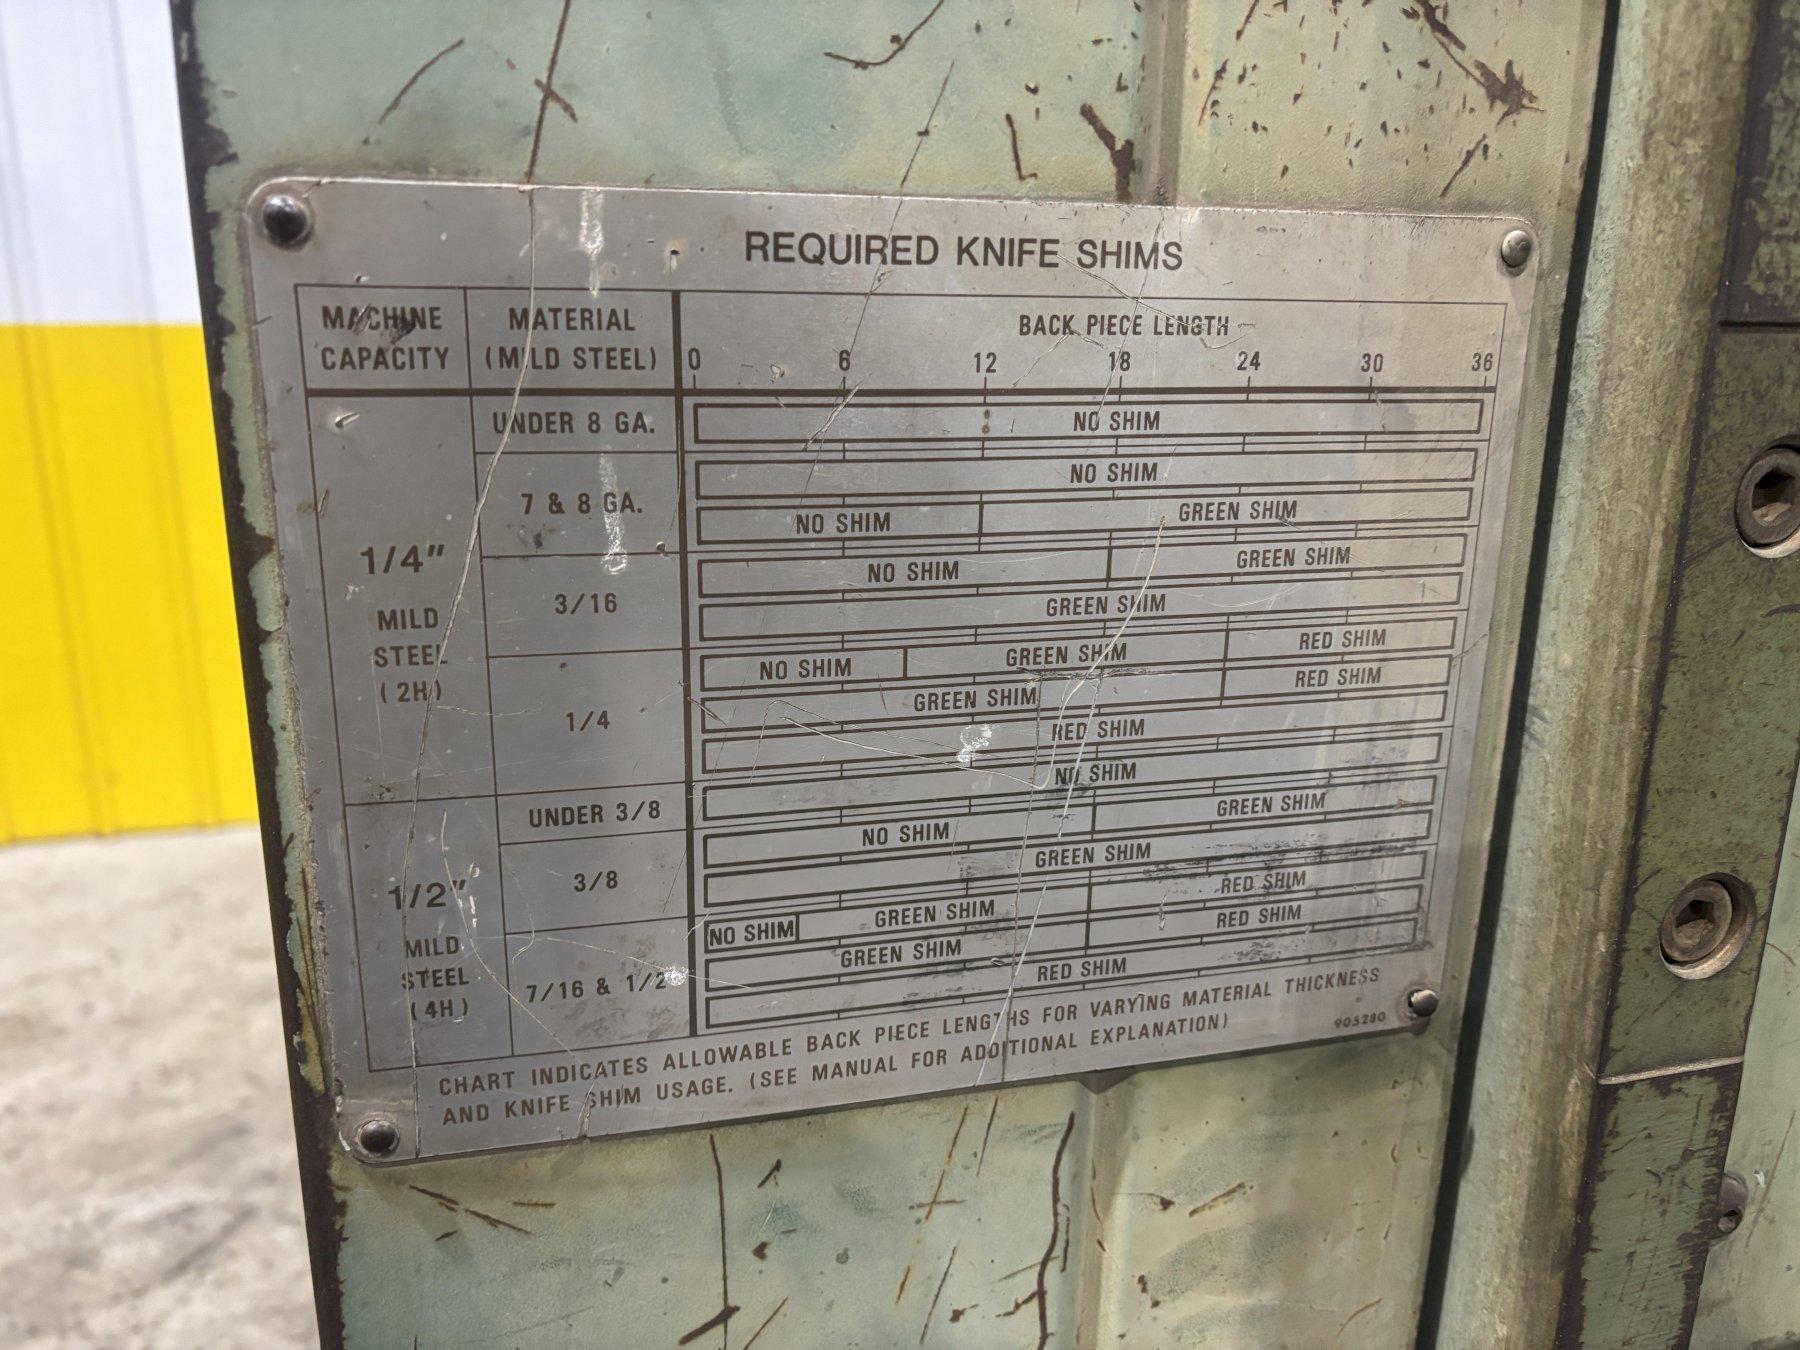 REQUIRED KNIFE SHIMS
MACHINE CAPACITY
MATERIAL (MILD STEEL)
BACK PIECE LENGTH
0 6 12 18 24 30 36
1/4" MILD STEEL (2H)
UNDER 8 GA.
NO SHIM
7 & 8 GA.
NO SHIM
NO SHIM GREEN SHIM
3/16
NO SHIM GREEN SHIM
GREEN SHIM
1/4
NO SHIM GREEN SHIM RED SHIM
GREEN SHIM RED SHIM
RED SHIM
1/2" MILD STEEL (4H)
UNDER 3/8
NO SHIM
3/8
NO SHIM GREEN SHIM
GREEN SHIM
7/16 & 1/2
NO SHIM GREEN SHIM RED SHIM
GREEN SHIM RED SHIM
RED SHIM
CHART INDICATES ALLOWABLE BACK PIECE LENGTHS FOR VARYING MATERIAL THICKNESS
AND KNIFE SHIM USAGE. (SEE MANUAL FOR ADDITIONAL EXPLANATION)
905280